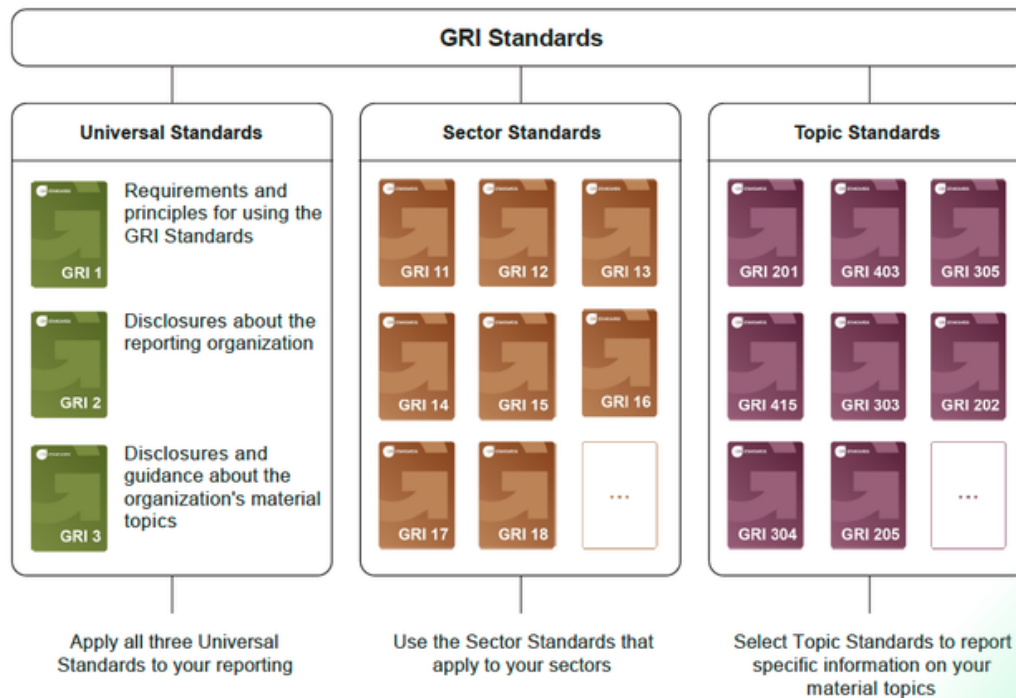 GRI Standards
Universal Standards
GRI 1
Requirements and
principles for using the
GRI Standards
GRI 2
Disclosures about the
reporting organization
GRI 3
Disclosures and
guidance about the
organization's material
topics
Apply all three Universal
Standards to your reporting
Sector Standards
GRI 11
GRI 12
GRI 13
GRI 14
GRI 15
GRI 16
GRI 17
GRI 18
...
Use the Sector Standards that
apply to your sectors
Topic Standards
GRI 201
GRI 403
GRI 305
GRI 415
GRI 303
GRI 202
GRI 304
GRI 205
...
Select Topic Standards to report
specific information on your
material topics